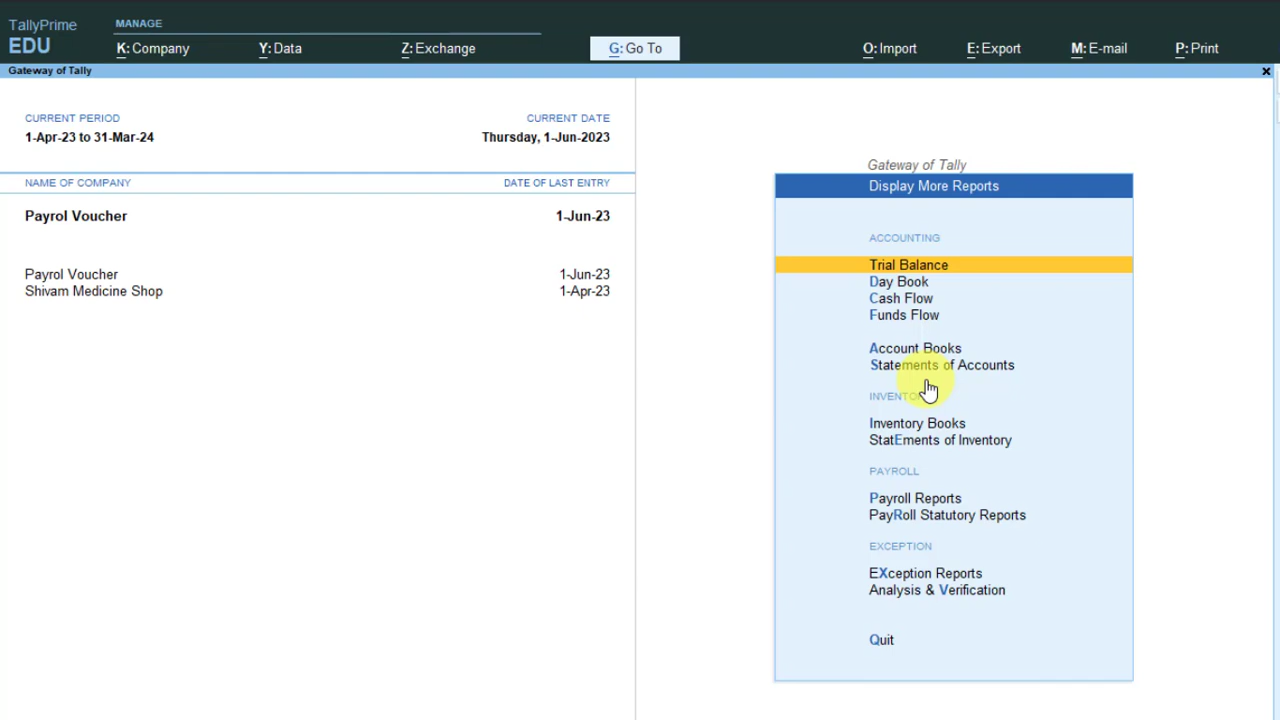 TallyPrime
EDU
MANAGE
K: Company
Y: Data
Z: Exchange
G: Go To
O: Import
E: Export
M: E-mail
P: Print
Gateway of Tally
CURRENT PERIOD
CURRENT DATE
1-Apr-23 to 31-Mar-24
Thursday, 1-Jun-2023
NAME OF COMPANY
DATE OF LAST ENTRY
Payrol Voucher
1-Jun-23
Payrol Voucher
1-Jun-23
Shivam Medicine Shop
1-Apr-23
Gateway of Tally
Display More Reports
ACCOUNTING
Trial Balance
Day Book
Cash Flow
Funds Flow
Account Books
Statements of Accounts
INVENTORY
Inventory Books
StatEments of Inventory
PAYROLL
Payroll Reports
PayRoll Statutory Reports
EXCEPTION
EXception Reports
Analysis & Verification
Quit